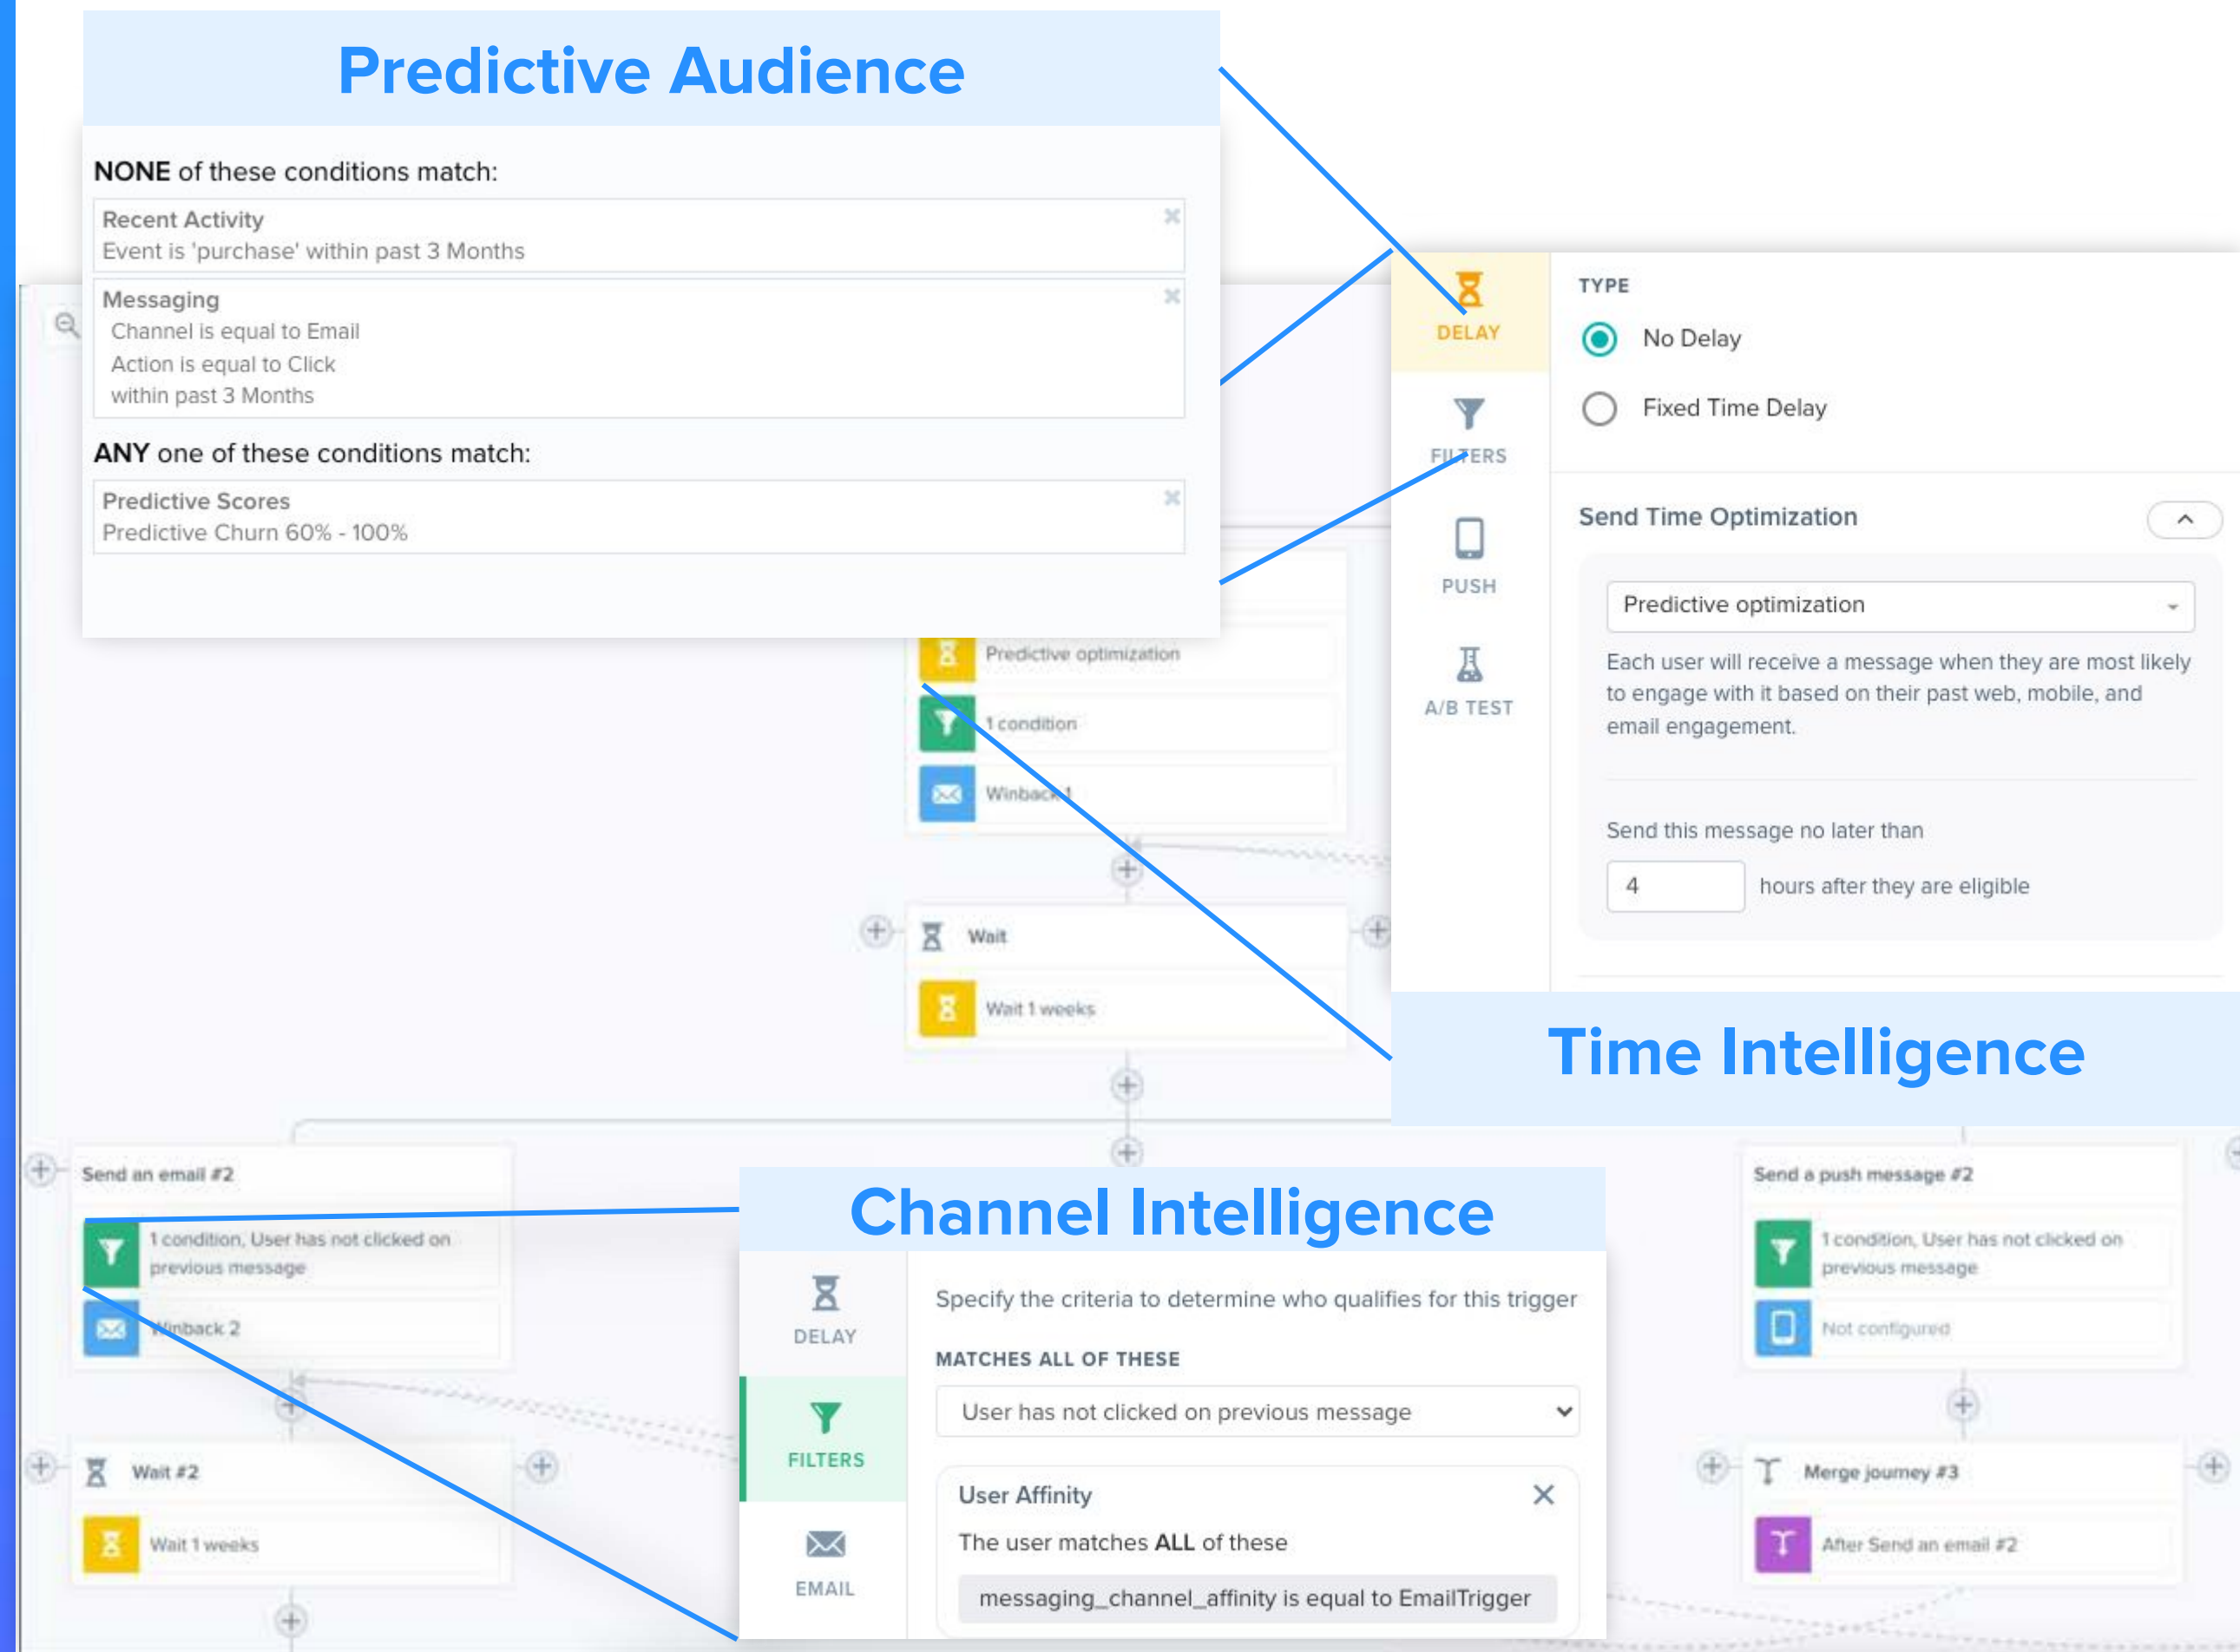 Predictive Audience
NONE of these conditions match:
Recent Activity
Event is 'purchase' within past 3 Months
Messaging
Channel is equal to Email
Action is equal to Click
within past 3 Months
ANY one of these conditions match:
Predictive Scores
Predictive Churn 60% - 100%
DELAY
FILTERS
PUSH
A/B TEST
TYPE
No Delay
Fixed Time Delay
Send Time Optimization
Predictive optimization
Each user will receive a message when they are most likely
to engage with it based on their past web, mobile, and
email engagement.
Send this message no later than
4 hours after they are eligible
Time Intelligence
Predictive optimization
1 condition
Winback 1
Wait
Wait 1 weeks
Send an email #2
1 condition, User has not clicked on
previous message
Winback 2
Wait #2
Wait 1 weeks
Channel Intelligence
DELAY
FILTERS
EMAIL
Specify the criteria to determine who qualifies for this trigger
MATCHES ALL OF THESE
User has not clicked on previous message
User Affinity
The user matches ALL of these
messaging_channel_affinity is equal to EmailTrigger
Send a push message #2
1 condition, User has not clicked on
previous message
Not configured
Merge journey #3
After Send an email #2